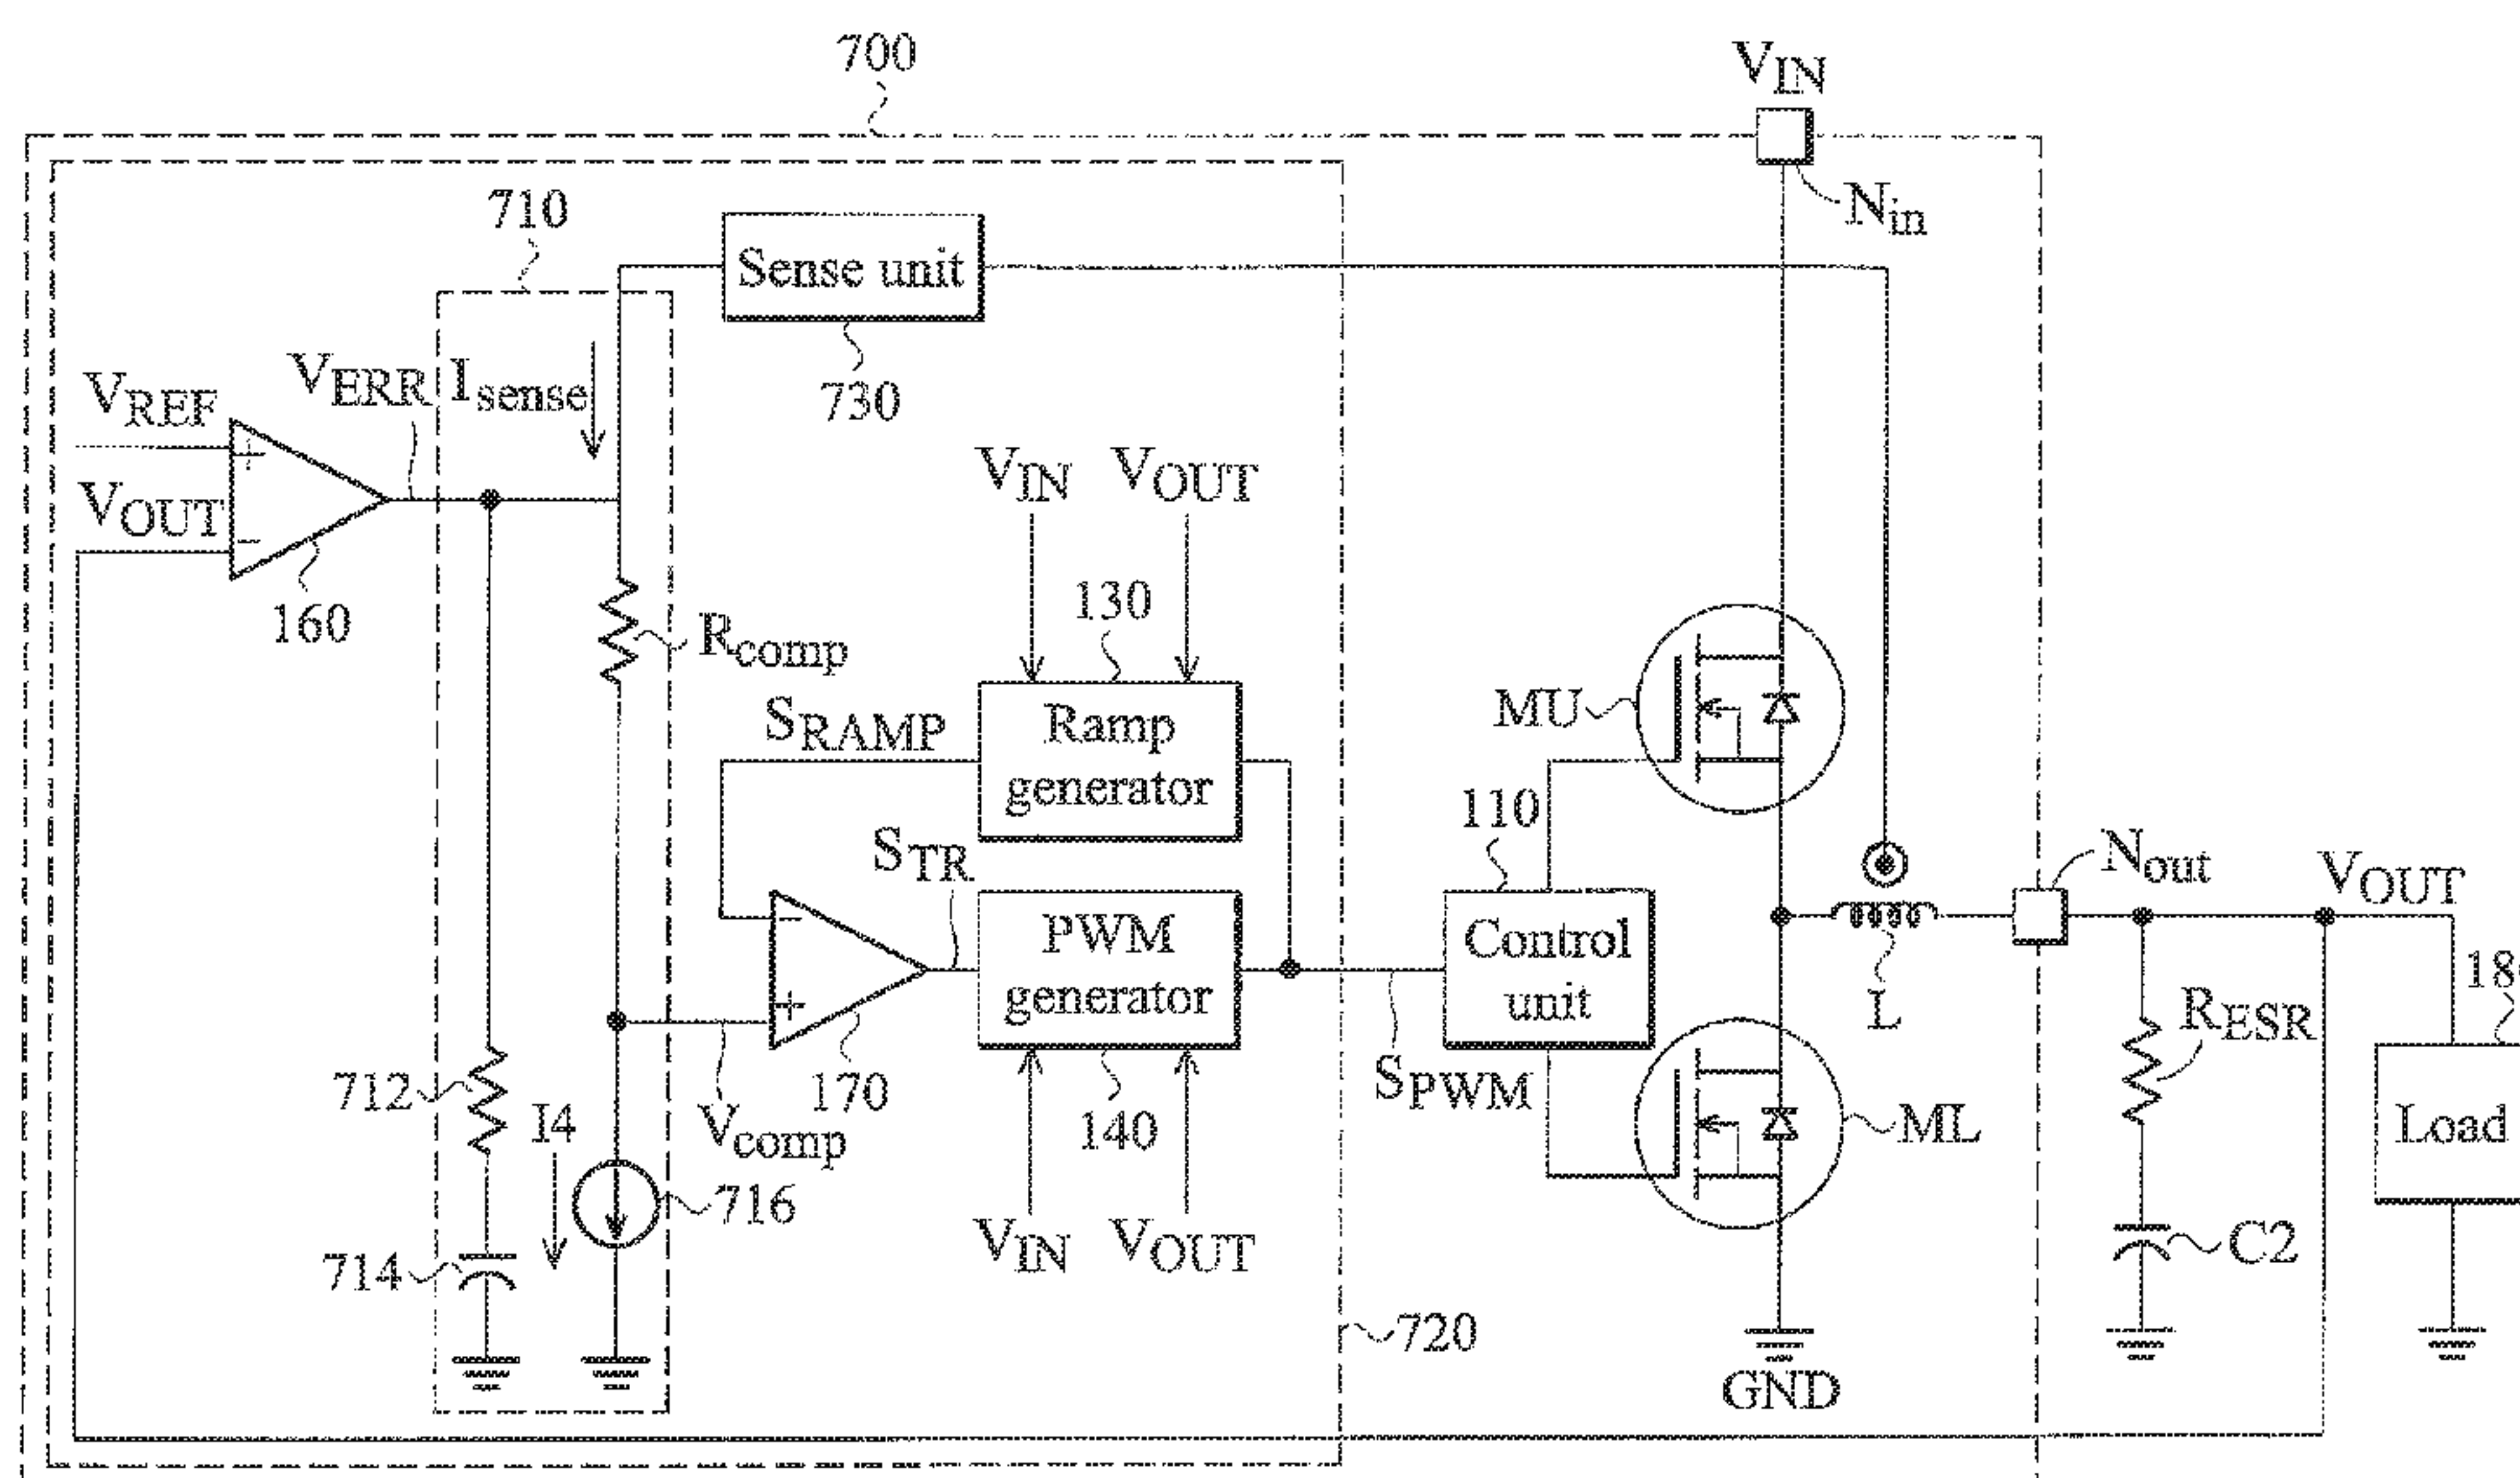 700
VIN
Nin
710
Sense unit
730
VREF
VERR
Isense
VOUT
160
Rcomp
VIN
VOUT
130
Ramp
generator
SRAMP
STR
170
PWM
generator
140
VIN
VOUT
Vcomp
712
I4
714
716
720
MU
110
Control
unit
SPWM
ML
GND
L
Nout
VOUT
RESR
C2
Load
+
-
-
+